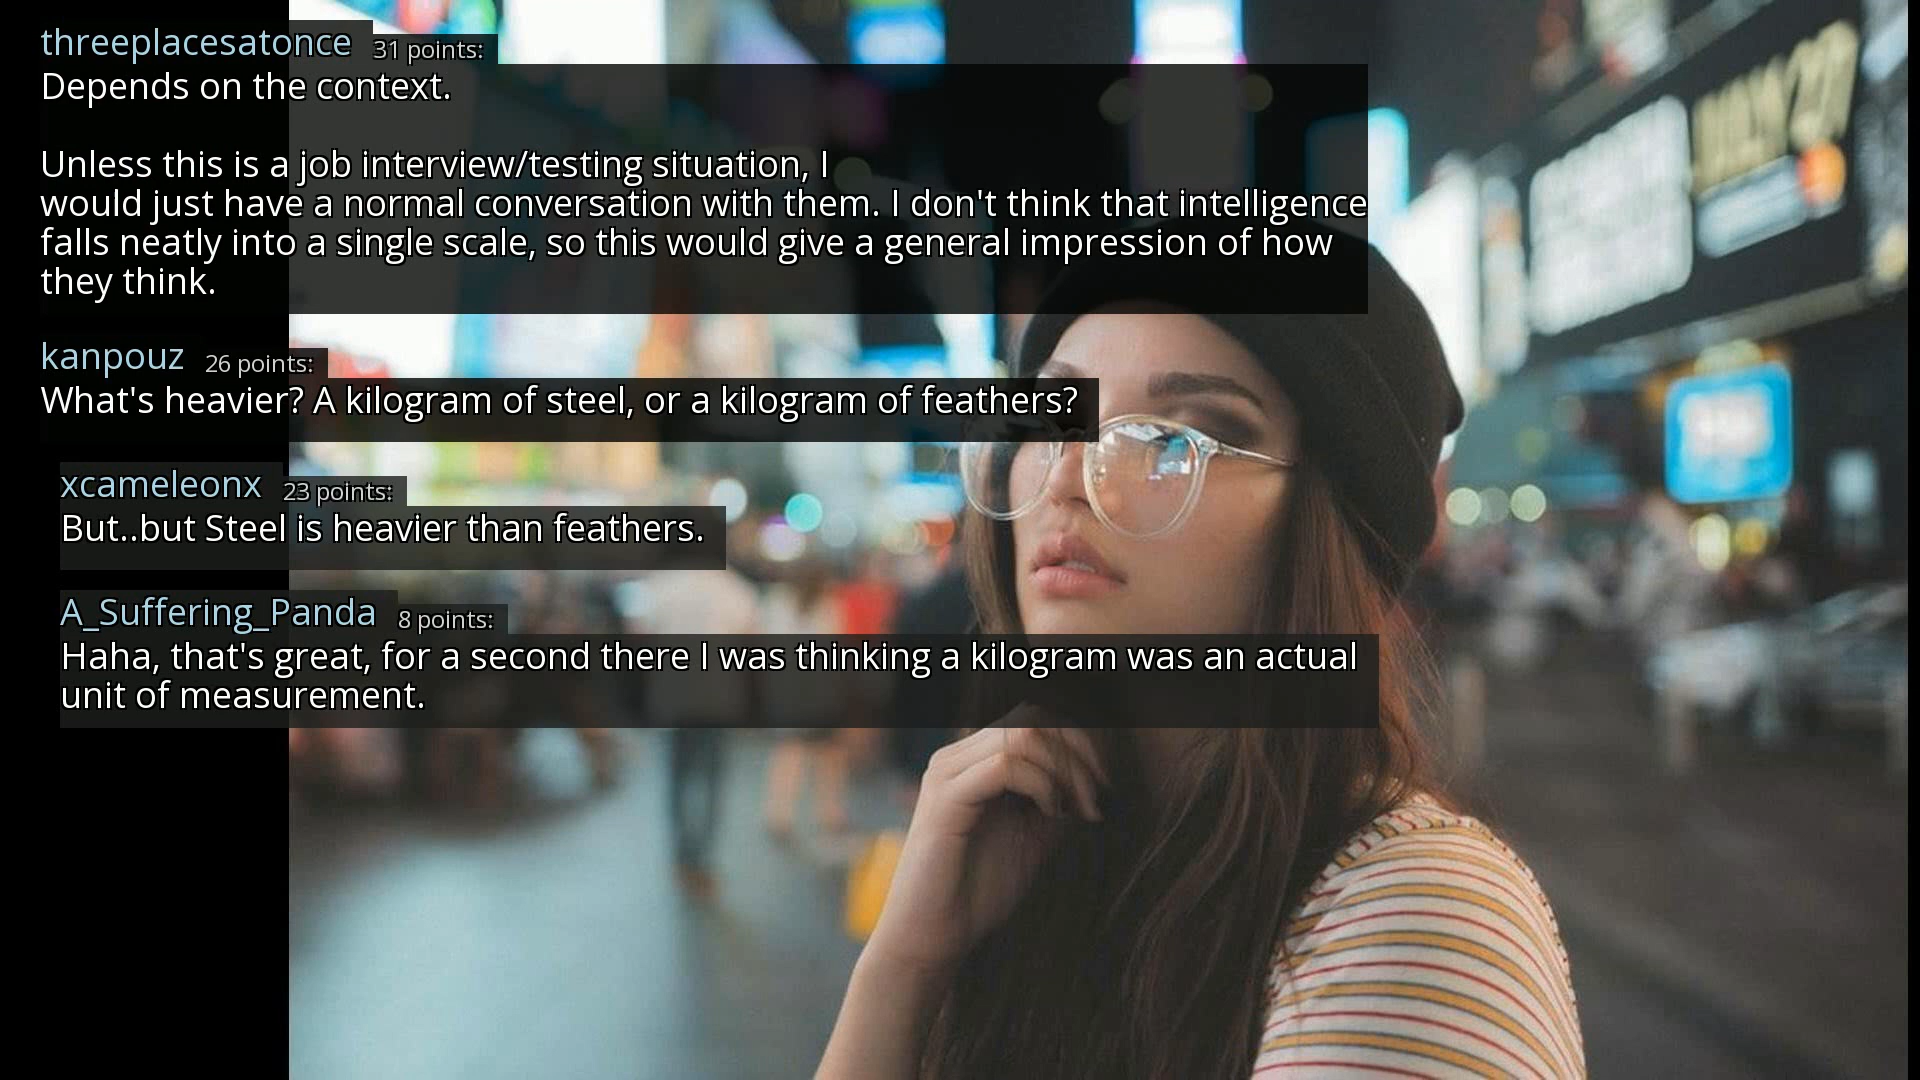 threeplacesatonce 31 points:
Depends on the context.
Unless this is a job interview/testing situation, I
would just have a normal conversation with them. I don't think that intelligence
falls neatly into a single scale, so this would give a general impression of how
they think.
kanpouz 26 points:
What's heavier? A kilogram of steel, or a kilogram of feathers?
xcameleonx 23 points:
But..but Steel is heavier than feathers.
A_Suffering_Panda 8 points:
Haha, that's great, for a second there I was thinking a kilogram was an actual
unit of measurement.